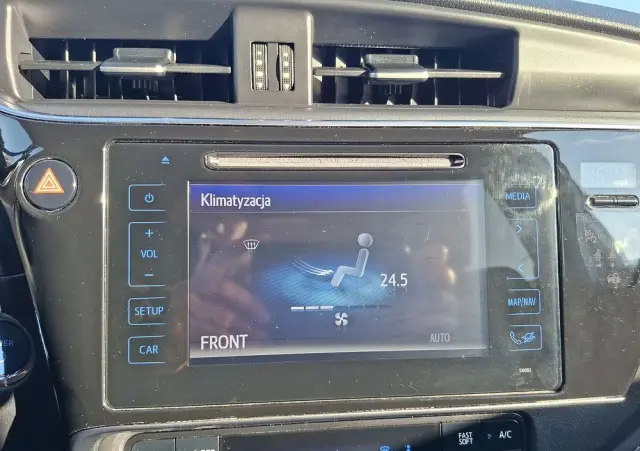 Klimatyzacja
MEDIA
+
VOL
−
24.5
SETUP
MAP/NAV
FRONT
AUTO
CAR
FAST
SOFT
A/C